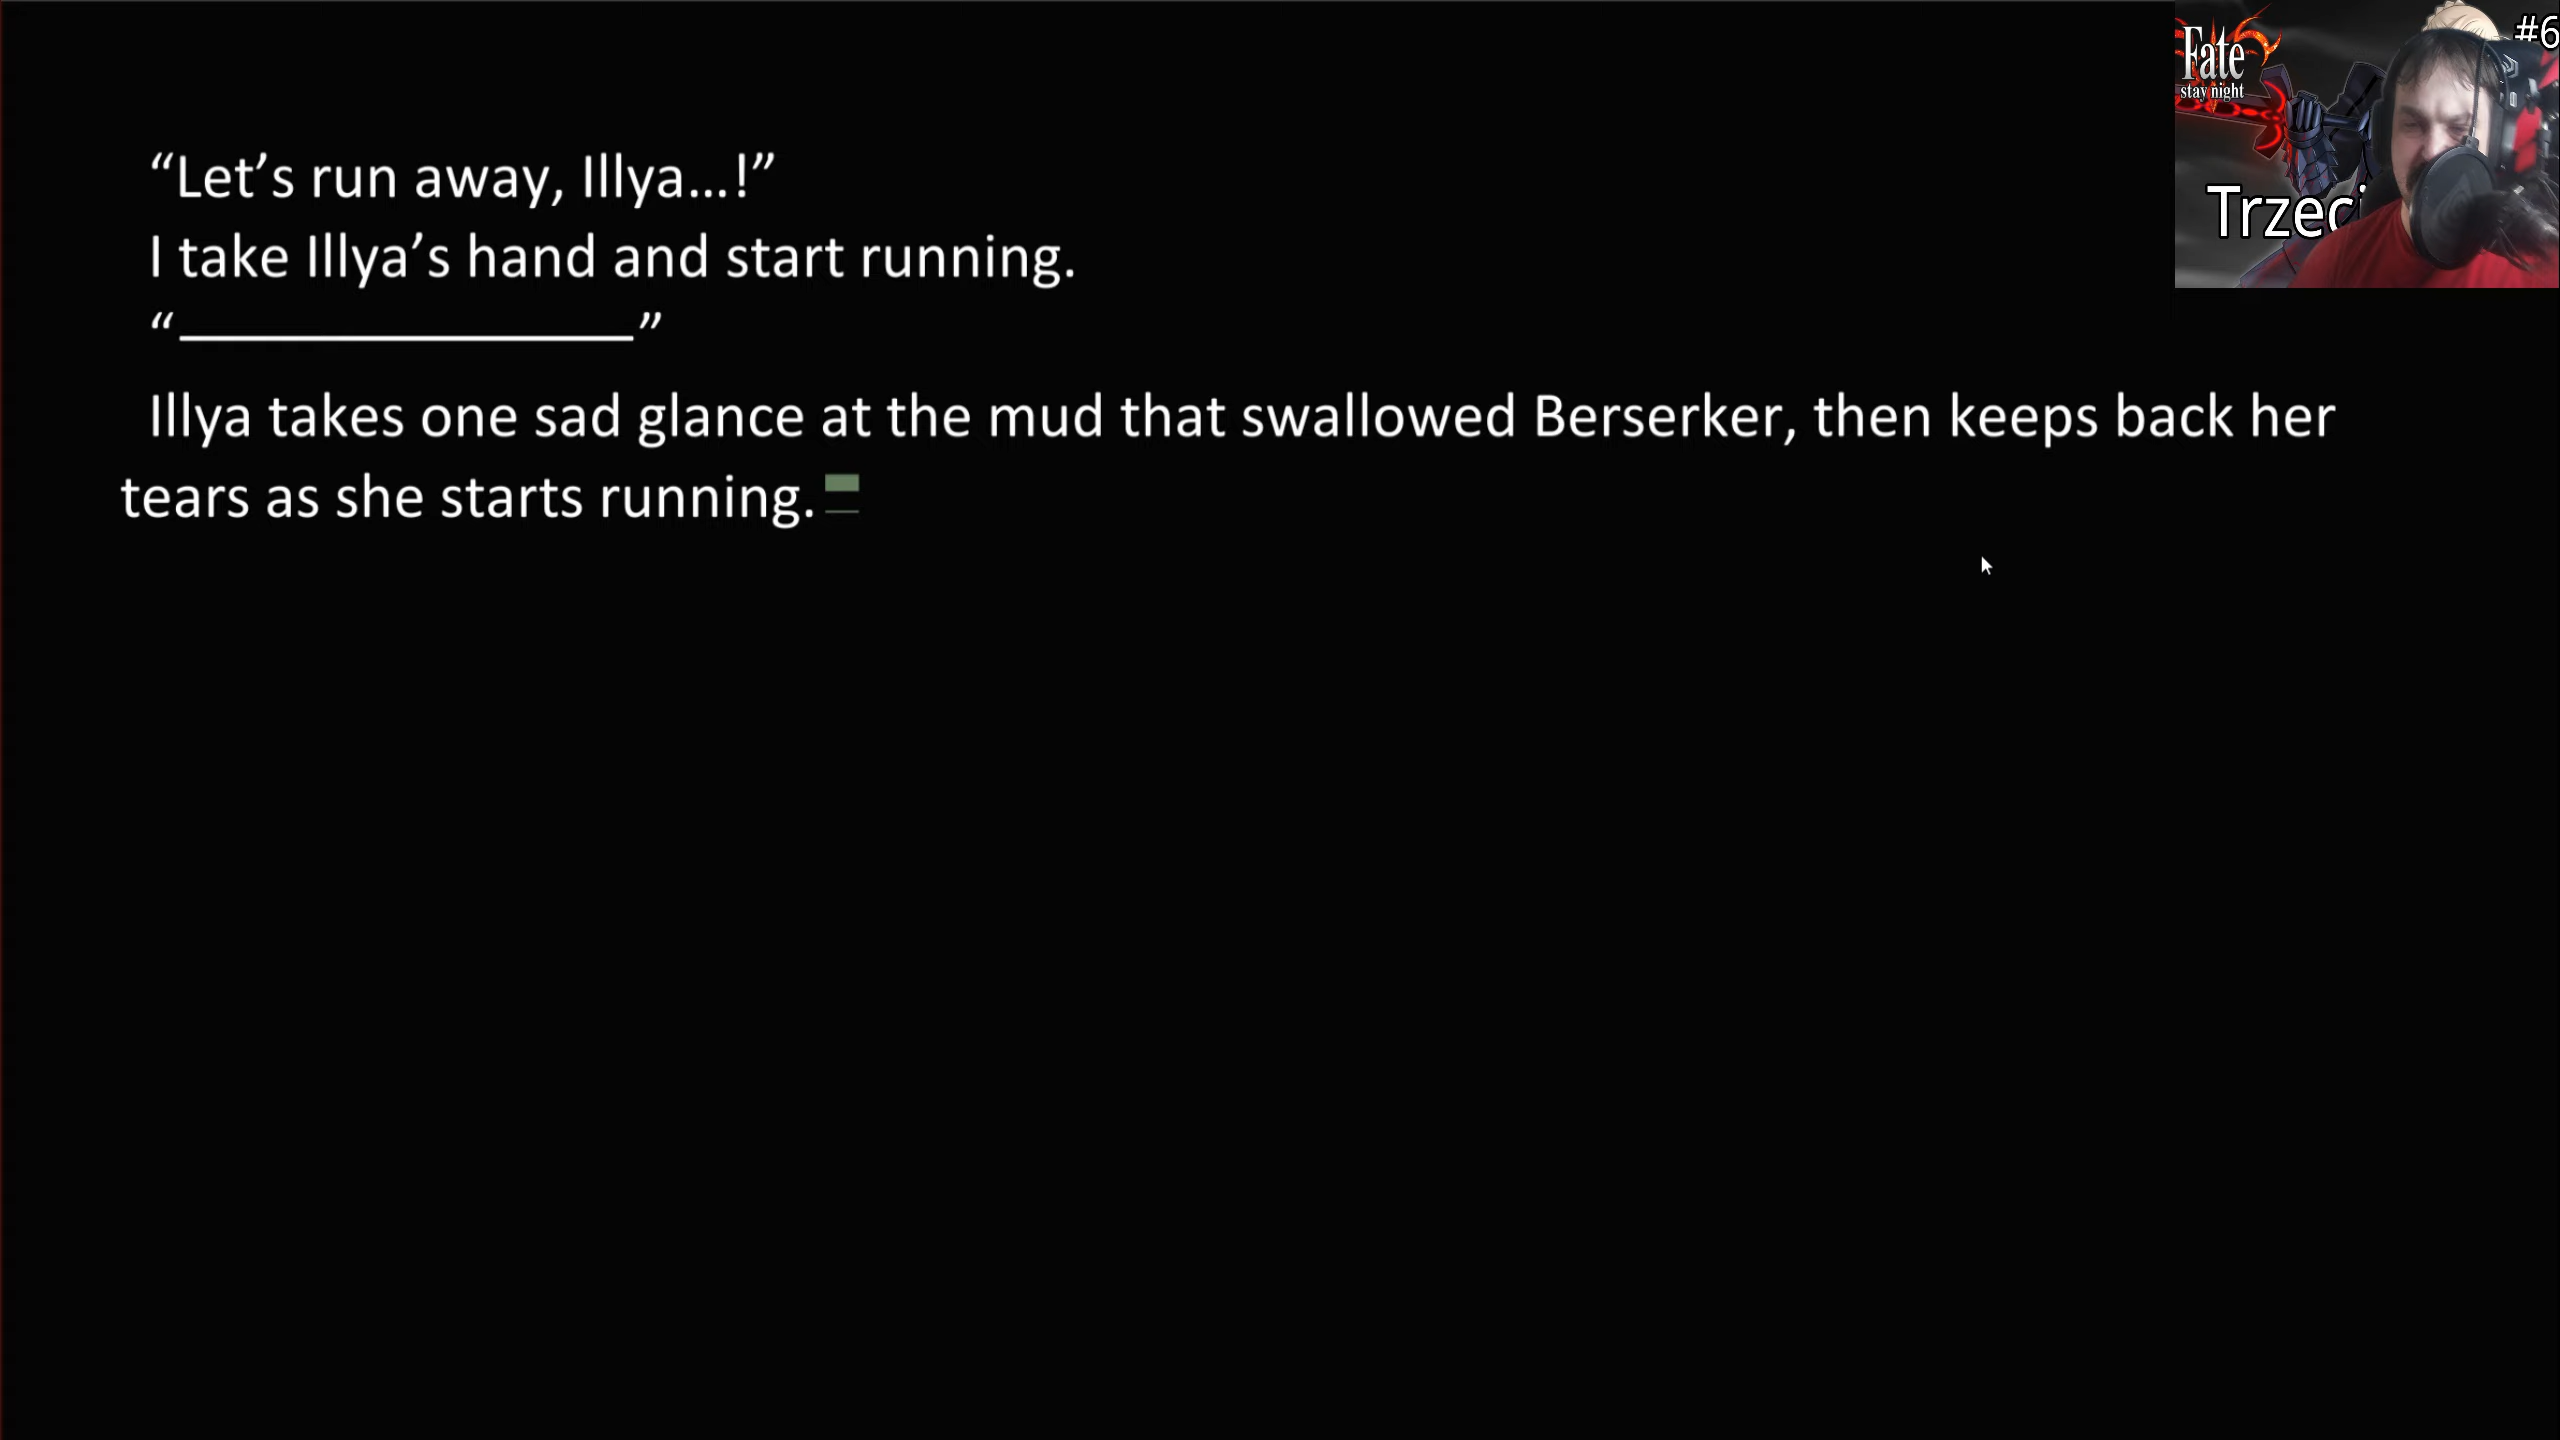 “Let’s run away, Illya...!”
I take Illya’s hand and start running.
“――――――――”
Illya takes one sad glance at the mud that swallowed Berserker, then keeps back her
tears as she starts running.
Fate
stay night
#6